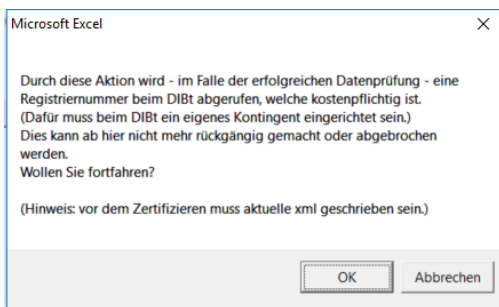 Microsoft Excel
Durch diese Aktion wird - im Falle der erfolgreichen Datenprüfung - eine
Registriernummer beim DIBt abgerufen, welche kostenpflichtig ist.
(Dafür muss beim DIBt ein eigenes Kontingent eingerichtet sein.)
Dies kann ab hier nicht mehr rückgängig gemacht oder abgebrochen
werden.
Wollen Sie fortfahren?
(Hinweis: vor dem Zertifizieren muss aktuelle xml geschrieben sein.)
OK
Abbrechen